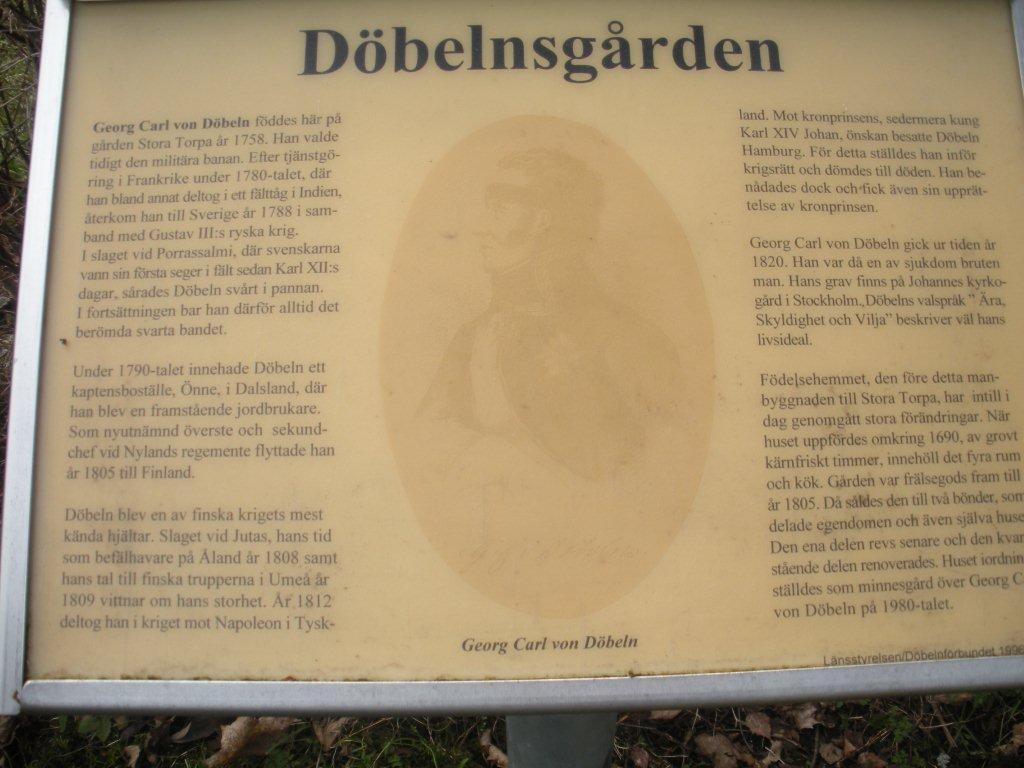 Döbelnsgården
Georg Carl von Döbeln föddes här på
gården Stora Torpa år 1758. Han valde
tidigt den militära banan. Efter tjänstgö-
ring i Frankrike under 1780-talet, där
han bland annat deltog i ett fälttåg i Indien,
återkom han till Sverige år 1788 i sam-
band med Gustav III:s ryska krig.
I slaget vid Porrassalmi, där svenskarna
vann sin första seger i fält sedan Karl XII:s
dagar, sårades Döbeln svårt i pannan.
I fortsättningen bar han därför alltid det
berömda svarta bandet.
Under 1790-talet innehade Döbeln ett
kaptensboställe, Önne, i Dalsland, där
han blev en framstående jordbrukare.
Som nyutnämnd överste och sekund-
chef vid Nylands regemente flyttade han
år 1805 till Finland.
Döbeln blev en av finska krigets mest
kända hjältar. Slaget vid Jutas, hans tid
som befälhavare på Åland år 1808 samt
hans tal till finska trupperna i Umeå år
1809 vittnar om hans storhet. År 1812
deltog han i kriget mot Napoleon i Tysk-
Georg Carl von Döbeln
land. Mot kronprinsens, sedermera kung
Karl XIV Johan, önskan besatte Döbeln
Hamburg. För detta ställdes han inför
krigsrätt och dömdes till döden. Han be-
nådades dock och fick även sin upprät-
telse av kronprinsen.
Georg Carl von Döbeln gick ur tiden år
1820. Han var då en av sjukdom bruten
man. Hans grav finns på Johannes kyrko-
gård i Stockholm. Döbelns valspråk " Ära,
Skyldighet och Vilja" beskriver väl hans
livsideal.
Födelsehemmet, den före detta man-
byggnaden till Stora Torpa, har intill i
dag genomgått stora förändringar. När
huset uppfördes omkring 1690, av grovt
kärnfriskt timmer, innehöll det fyra rum
och kök. Gården var frälsegods fram till
år 1805. Då såldes den till två bönder, som
delade egendomen och även själva huse
Den ena delen revs senare och den kvar
stående delen renoverades. Huset iordnin
ställdes som minnesgård över Georg C
von Döbeln på 1980-talet.
Länsstyrelsen/Döbelnförbundet 1996